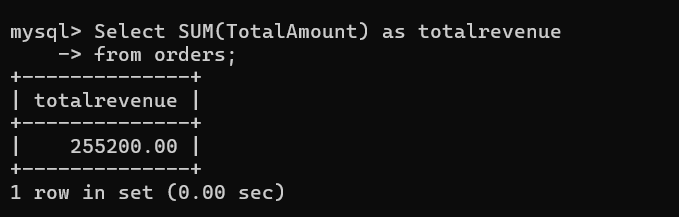 mysql> Select SUM(TotalAmount) as totalrevenue
    -> from orders;
+--------------+
| totalrevenue |
+--------------+
|    255200.00 |
+--------------+
1 row in set (0.00 sec)